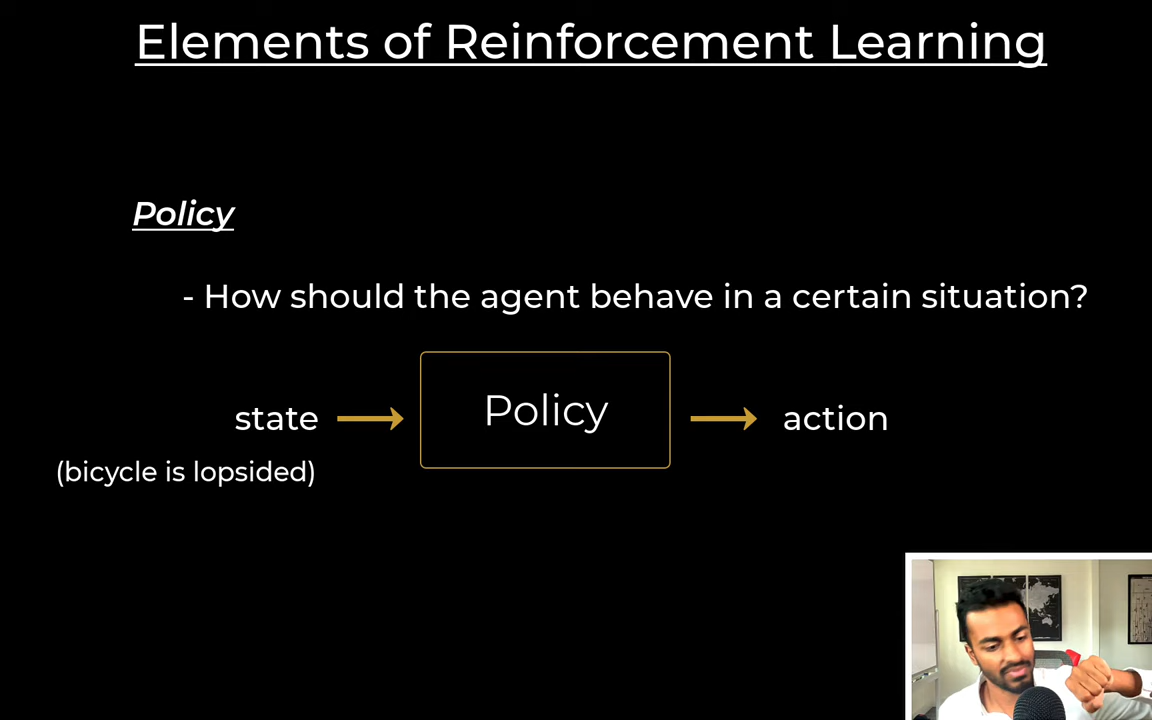 Elements of Reinforcement Learning
Policy
- How should the agent behave in a certain situation?
state → Policy → action
(bicycle is lopsided)